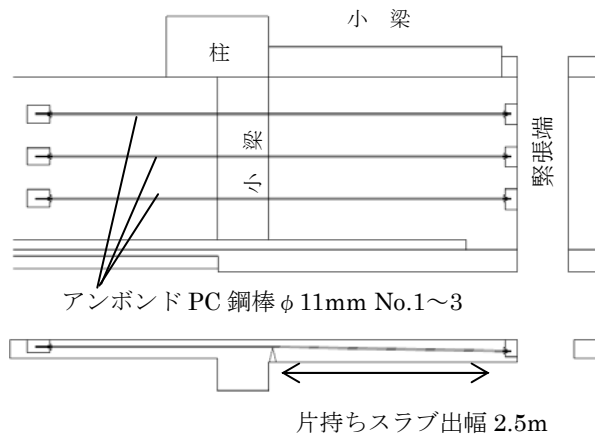 小 梁
柱
小 梁
緊張端
アンボンド PC 鋼棒φ11mm No.1～3
片持ちスラブ出幅 2.5m